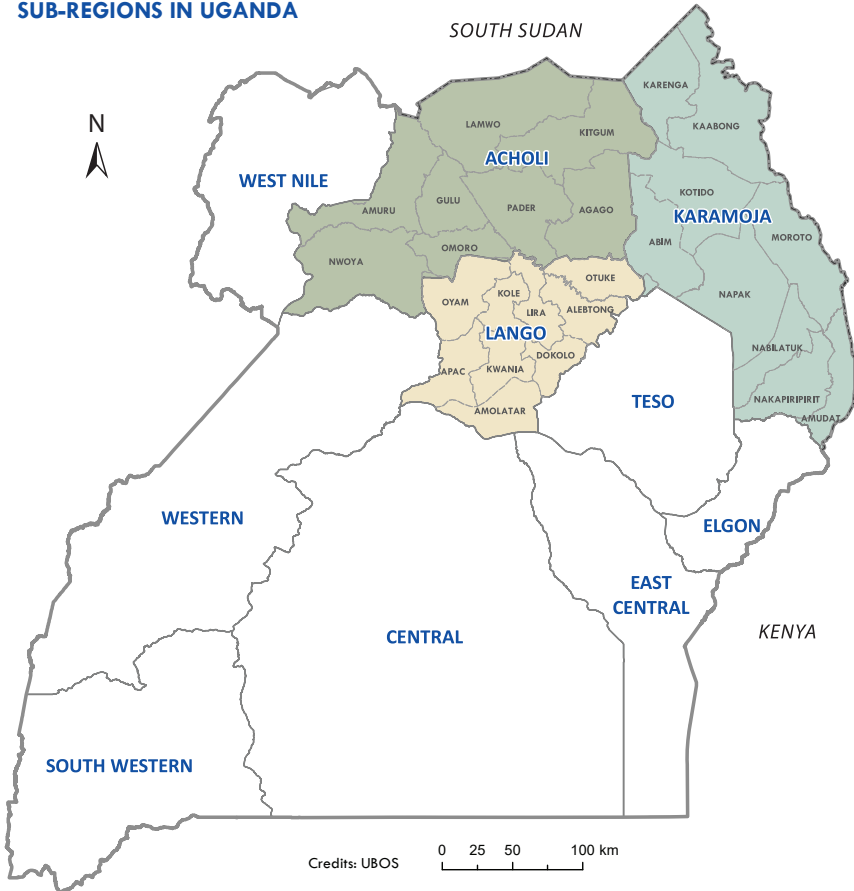 SUB-REGIONS IN UGANDA
SOUTH SUDAN
KARENGA
N
LAMWO
KITGUM
KAABONG
ACHOLI
WEST NILE
KOTIDO
AMURU
GULU
PADER
AGAGO
KARAMOJA
MOROTO
OMORO
ABIM
NWOYA
OTUKE
OYAM
KOLE
NAPAK
LIRA
ALEBTONG
LANGO
NABILATUK
DOKOLO
APAC
KWANIA
NAKAPIRIPIRIT
TESO
AMOLATAR
AMUDAT
WESTERN
ELGON
EAST
CENTRAL
KENYA
CENTRAL
SOUTH WESTERN
0 25 50 100 km
Credits: UBOS